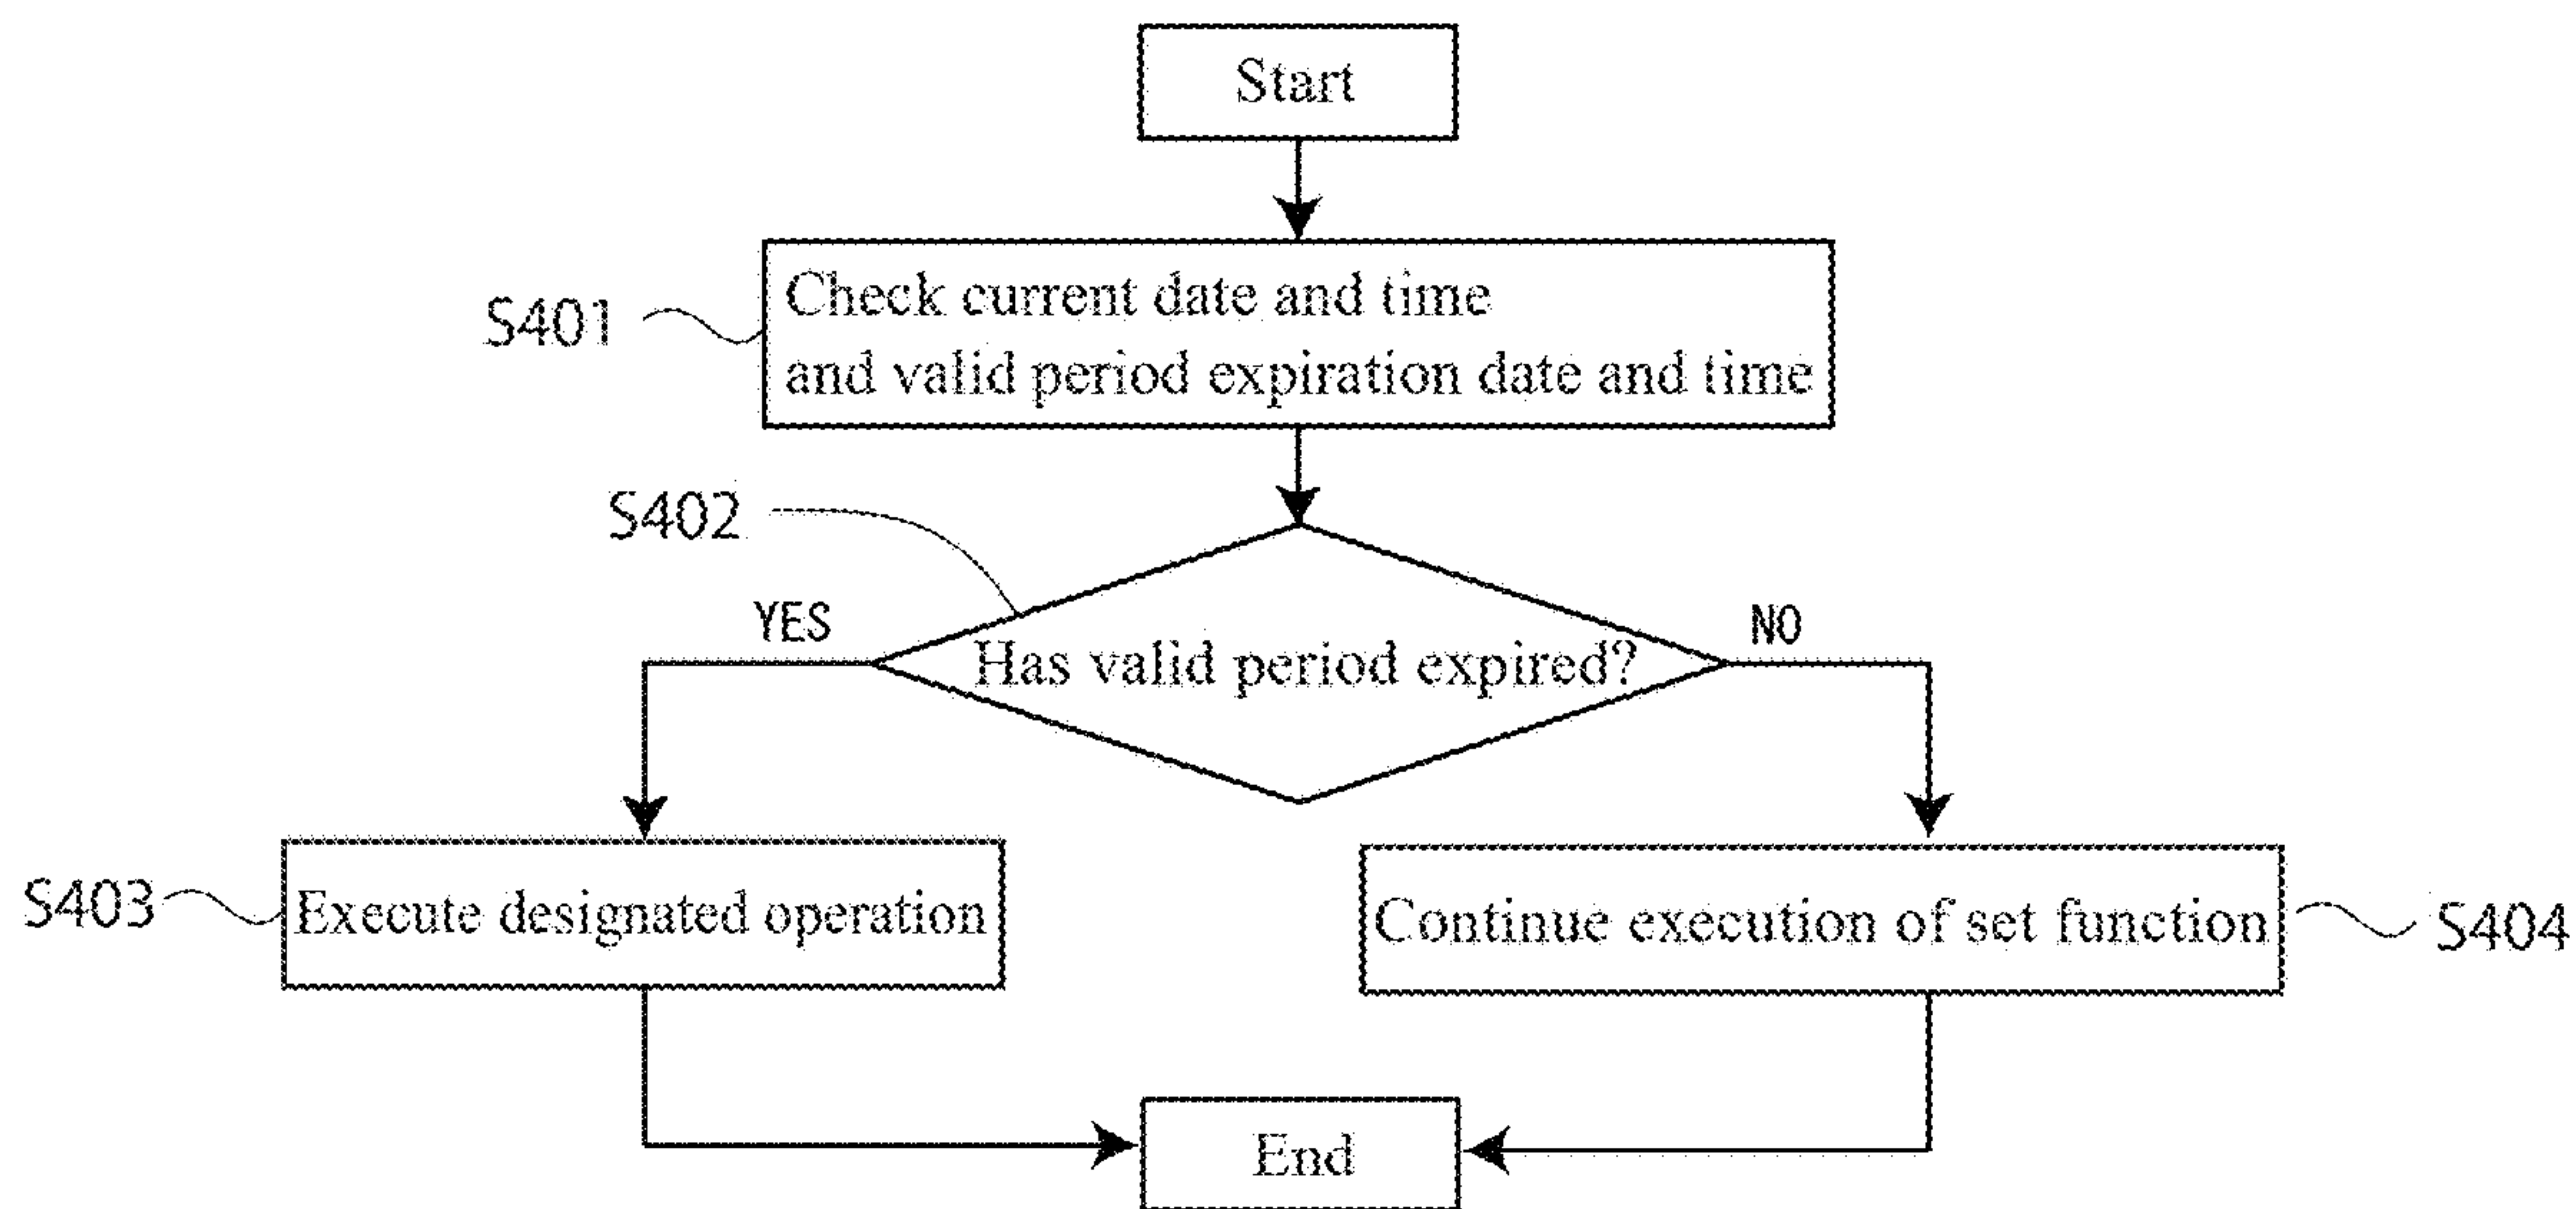 Start
S401
Check current date and time
and valid period expiration date and time
S402
YES
NO
Has valid period expired?
S403
Execute designated operation
Continue execution of set function
S404
End